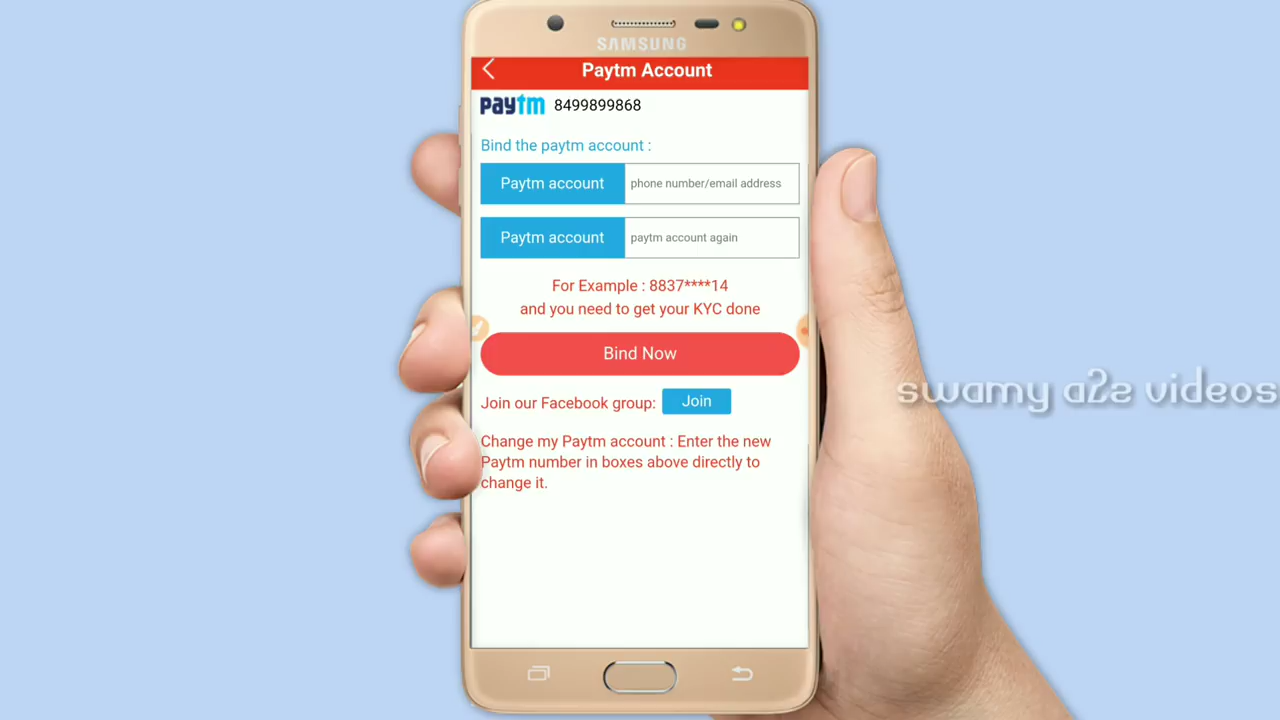 SAMSUNG
Paytm Account
paytm 8499899868
Bind the paytm account :
Paytm account phone number/email address
Paytm account paytm account again
For Example : 8837****14
and you need to get your KYC done
Bind Now
Join our Facebook group: Join
Change my Paytm account : Enter the new
Paytm number in boxes above directly to
change it.
swamy a2z videos